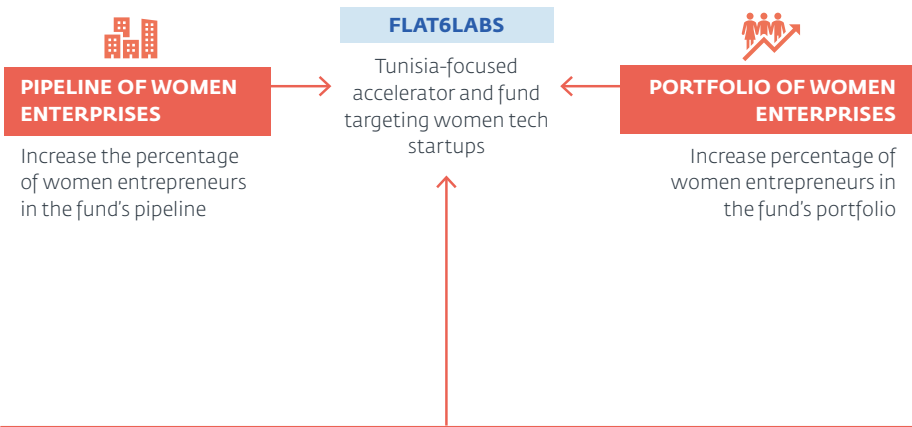 PIPELINE OF WOMEN
ENTERPRISES
Increase the percentage
of women entrepreneurs
in the fund's pipeline
FLAT6LABS
Tunisia-focused
accelerator and fund
targeting women tech
startups
PORTFOLIO OF WOMEN
ENTERPRISES
Increase percentage of
women entrepreneurs in
the fund's portfolio